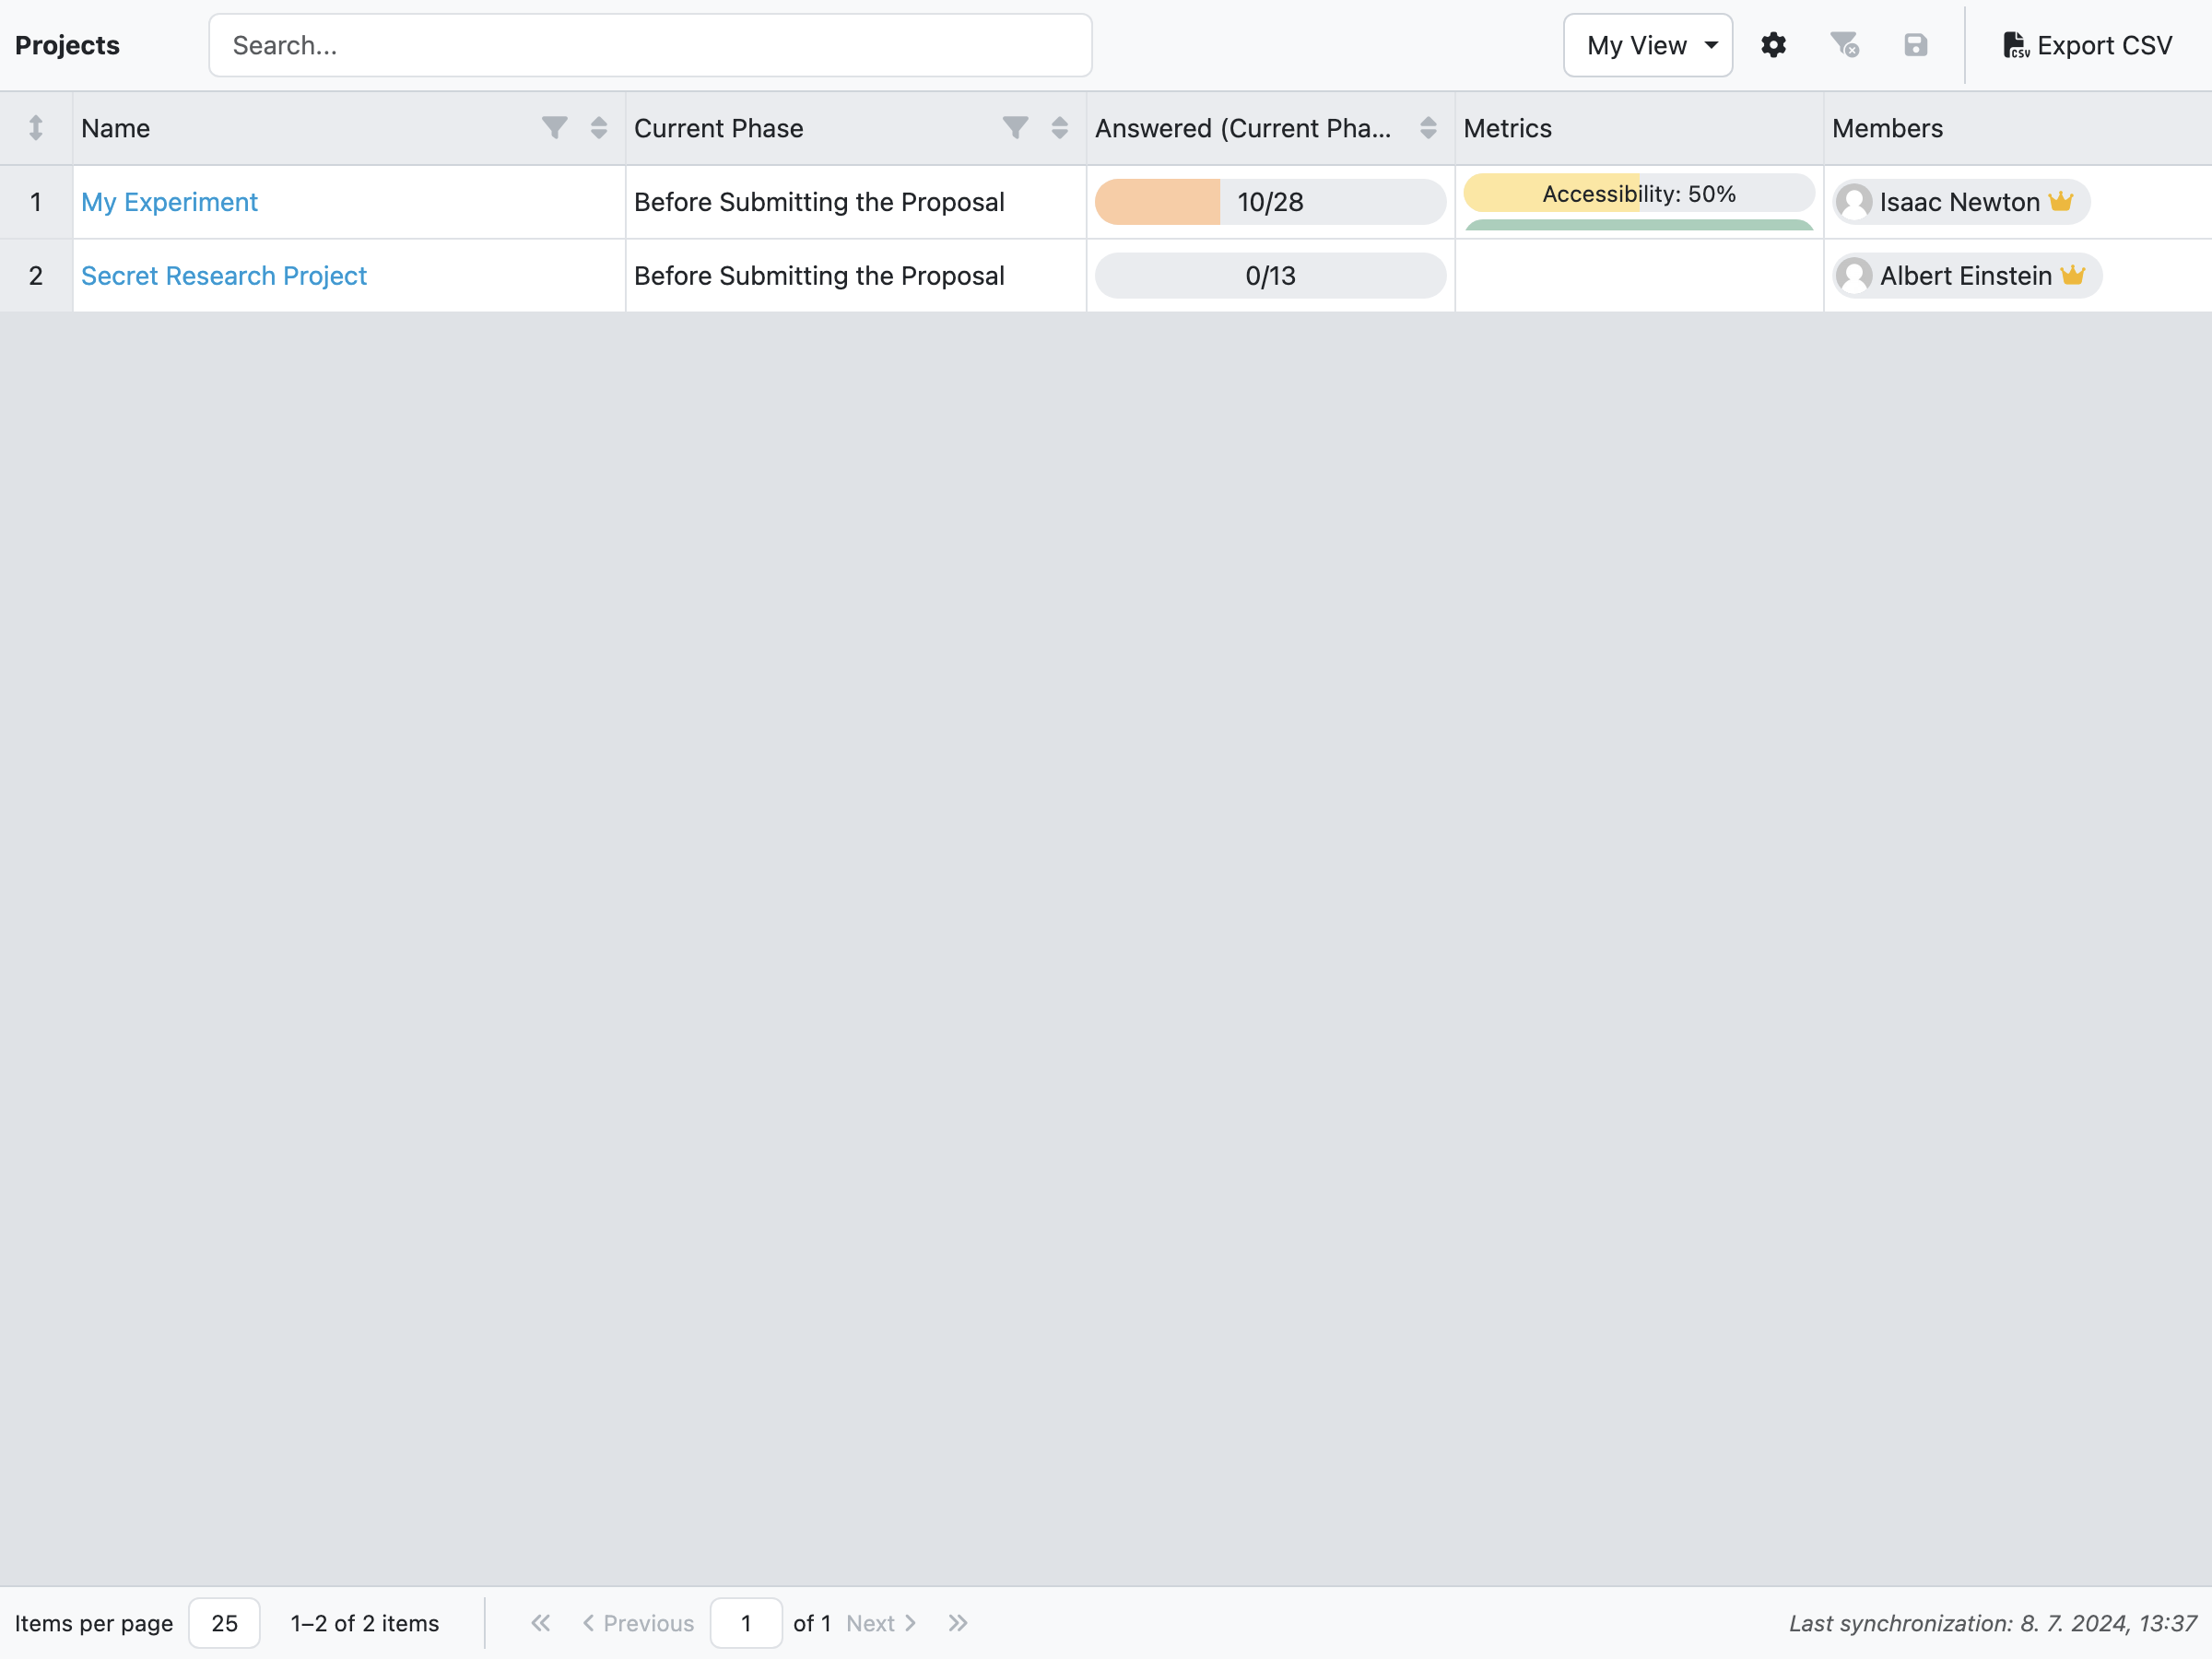 Projects Search... My View Export CSV
Name Current Phase Answered (Current Pha... Metrics Members
1 My Experiment Before Submitting the Proposal 10/28 Accessibility: 50% Isaac Newton
2 Secret Research Project Before Submitting the Proposal 0/13 Albert Einstein
Items per page 25 1–2 of 2 items Previous 1 of 1 Next Last synchronization: 8. 7. 2024, 13:37